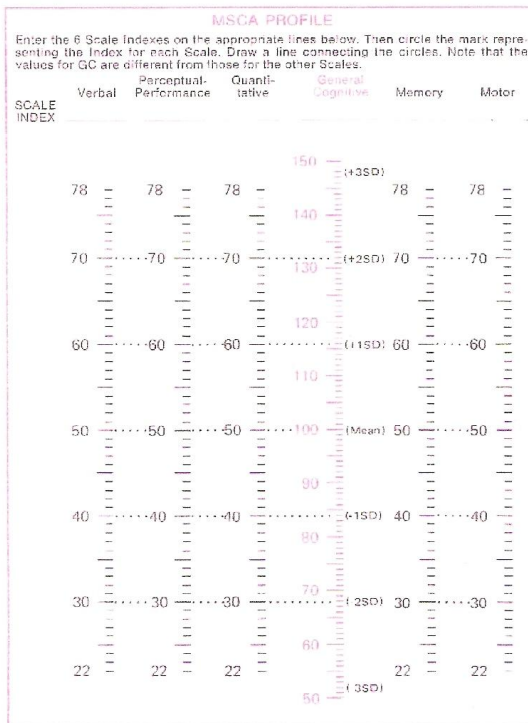 MSCA PROFILE
Enter the 6 Scale Indexes on the appropriate lines below. Then circle the mark repre-
senting the Index for each Scale. Draw a line connecting the circles. Note that the
values for GC are different from those for the other Scales.
SCALE INDEX
Verbal Perceptual-Performance Quanti-tative General Cognitive Memory Motor
150
(+3SD)
78 78 78 78 78
140
70 70 70 (+2SD) 70 70
130
120
60 60 60 (+1SD) 60 60
110
50 50 50 100 (Mean) 50 50
90
40 40 40 (-1SD) 40 40
80
70
30 30 30 (2SD) 30 30
60
22 22 22 22 22
(3SD)
50